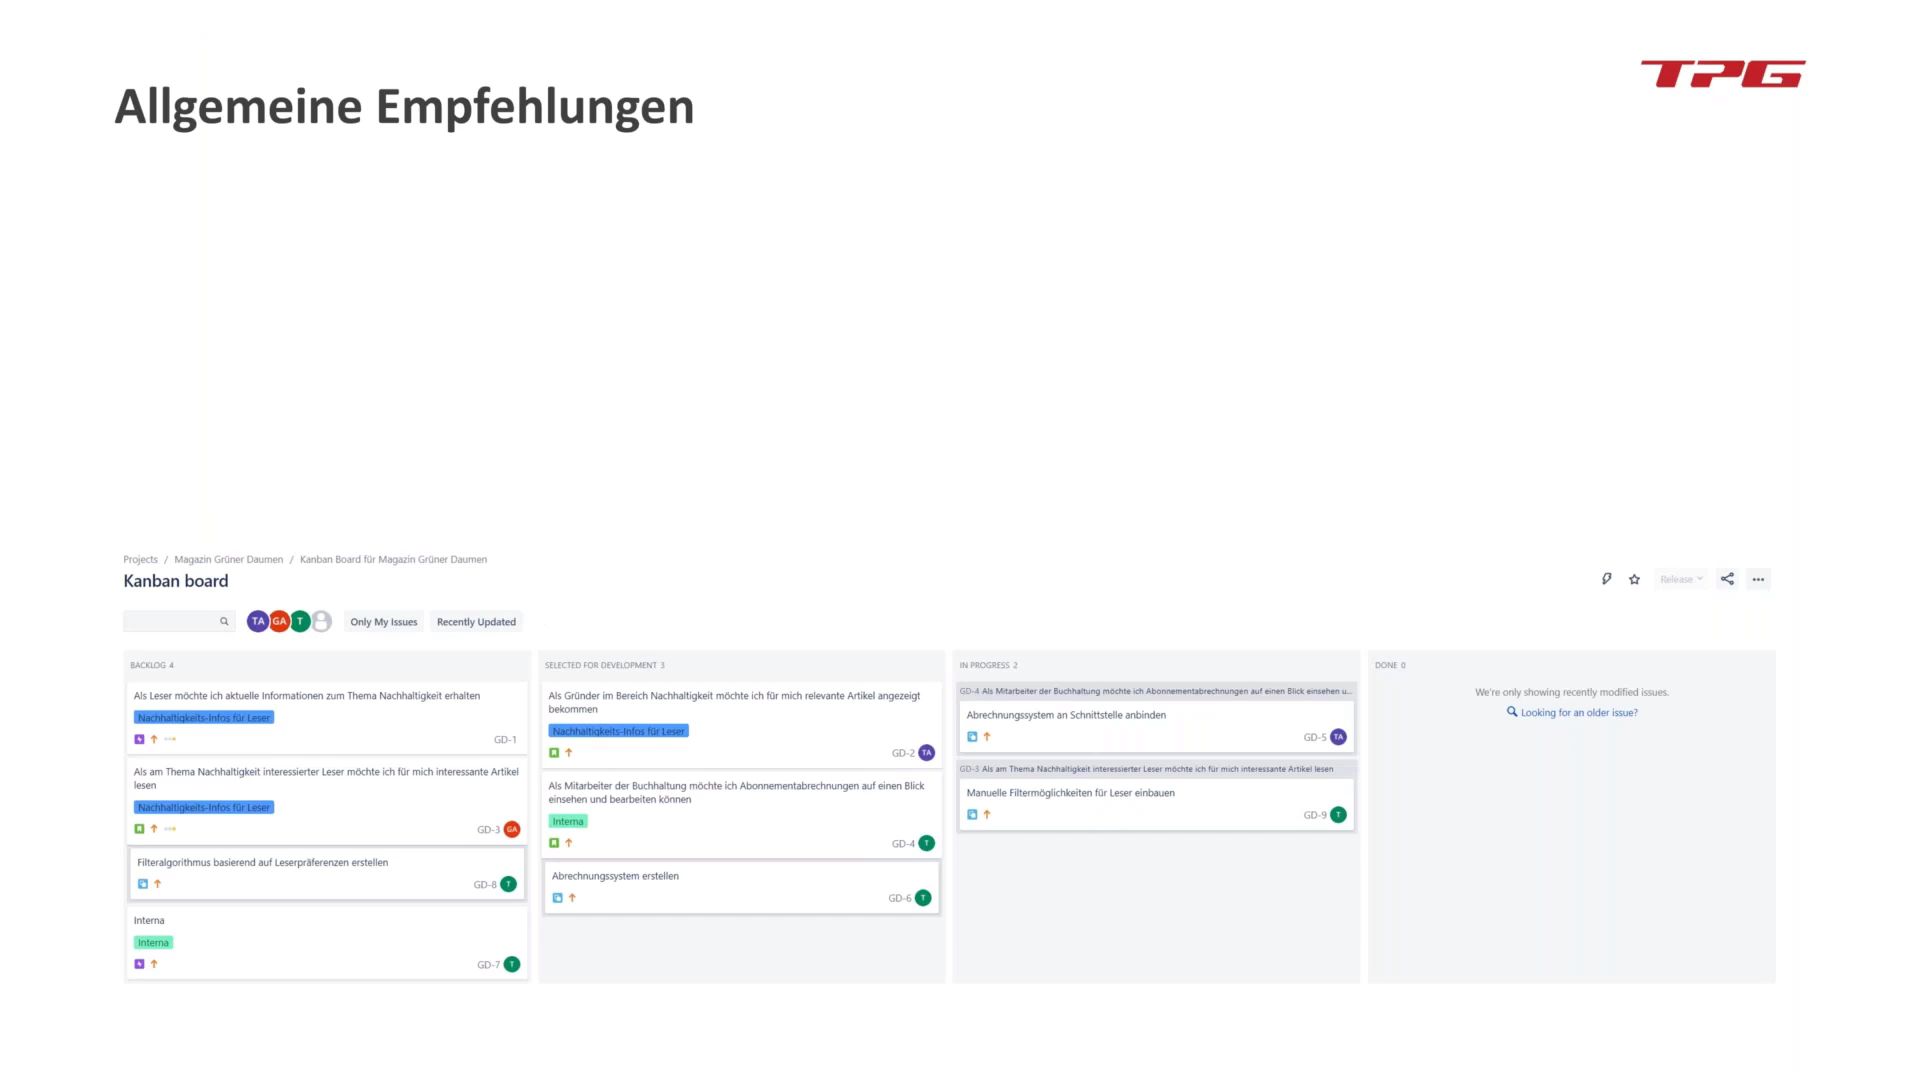 TPG
Allgemeine Empfehlungen
Projects / Magazin Grüner Daumen / Kanban Board für Magazin Grüner Daumen
Kanban board
Release
TA GA T
Only My Issues
Recently Updated
BACKLOG 4
Als Leser möchte ich aktuelle Informationen zum Thema Nachhaltigkeit erhalten
Nachhaltigkeits-Infos für Leser
GD-1
Als am Thema Nachhaltigkeit interessierter Leser möchte ich für mich interessante Artikel
lesen
Nachhaltigkeits-Infos für Leser
GD-3 GA
Filteralgorithmus basierend auf Leserpräferenzen erstellen
GD-8 T
Interna
Interna
GD-7 T
SELECTED FOR DEVELOPMENT 3
Als Gründer im Bereich Nachhaltigkeit möchte ich für mich relevante Artikel angezeigt
bekommen
Nachhaltigkeits-Infos für Leser
GD-2 TA
Als Mitarbeiter der Buchhaltung möchte ich Abonnementabrechnungen auf einen Blick
einsehen und bearbeiten können
Interna
GD-4 T
Abrechnungssystem erstellen
GD-6 T
IN PROGRESS 2
GD-4 Als Mitarbeiter der Buchhaltung möchte ich Abonnementabrechnungen auf einen Blick einsehen u...
Abrechnungssystem an Schnittstelle anbinden
GD-5 TA
GD-3 Als am Thema Nachhaltigkeit interessierter Leser möchte ich für mich interessante Artikel lesen
Manuelle Filtermöglichkeiten für Leser einbauen
GD-9 T
DONE 0
We're only showing recently modified issues.
Looking for an older issue?